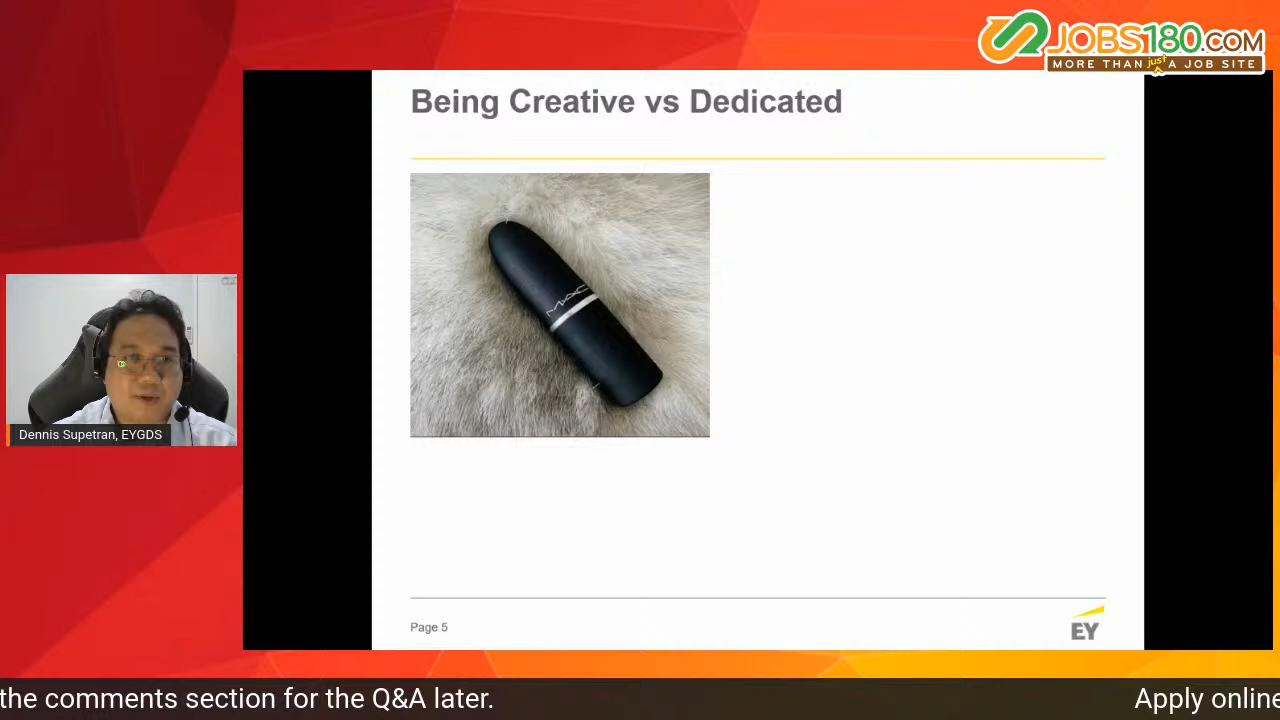 JOBS180.COM
MORE THAN just A JOB SITE
Being Creative vs Dedicated
MAC
Dennis Supetran, EYGDS
Page 5
EY
the comments section for the Q&A later.
Apply online